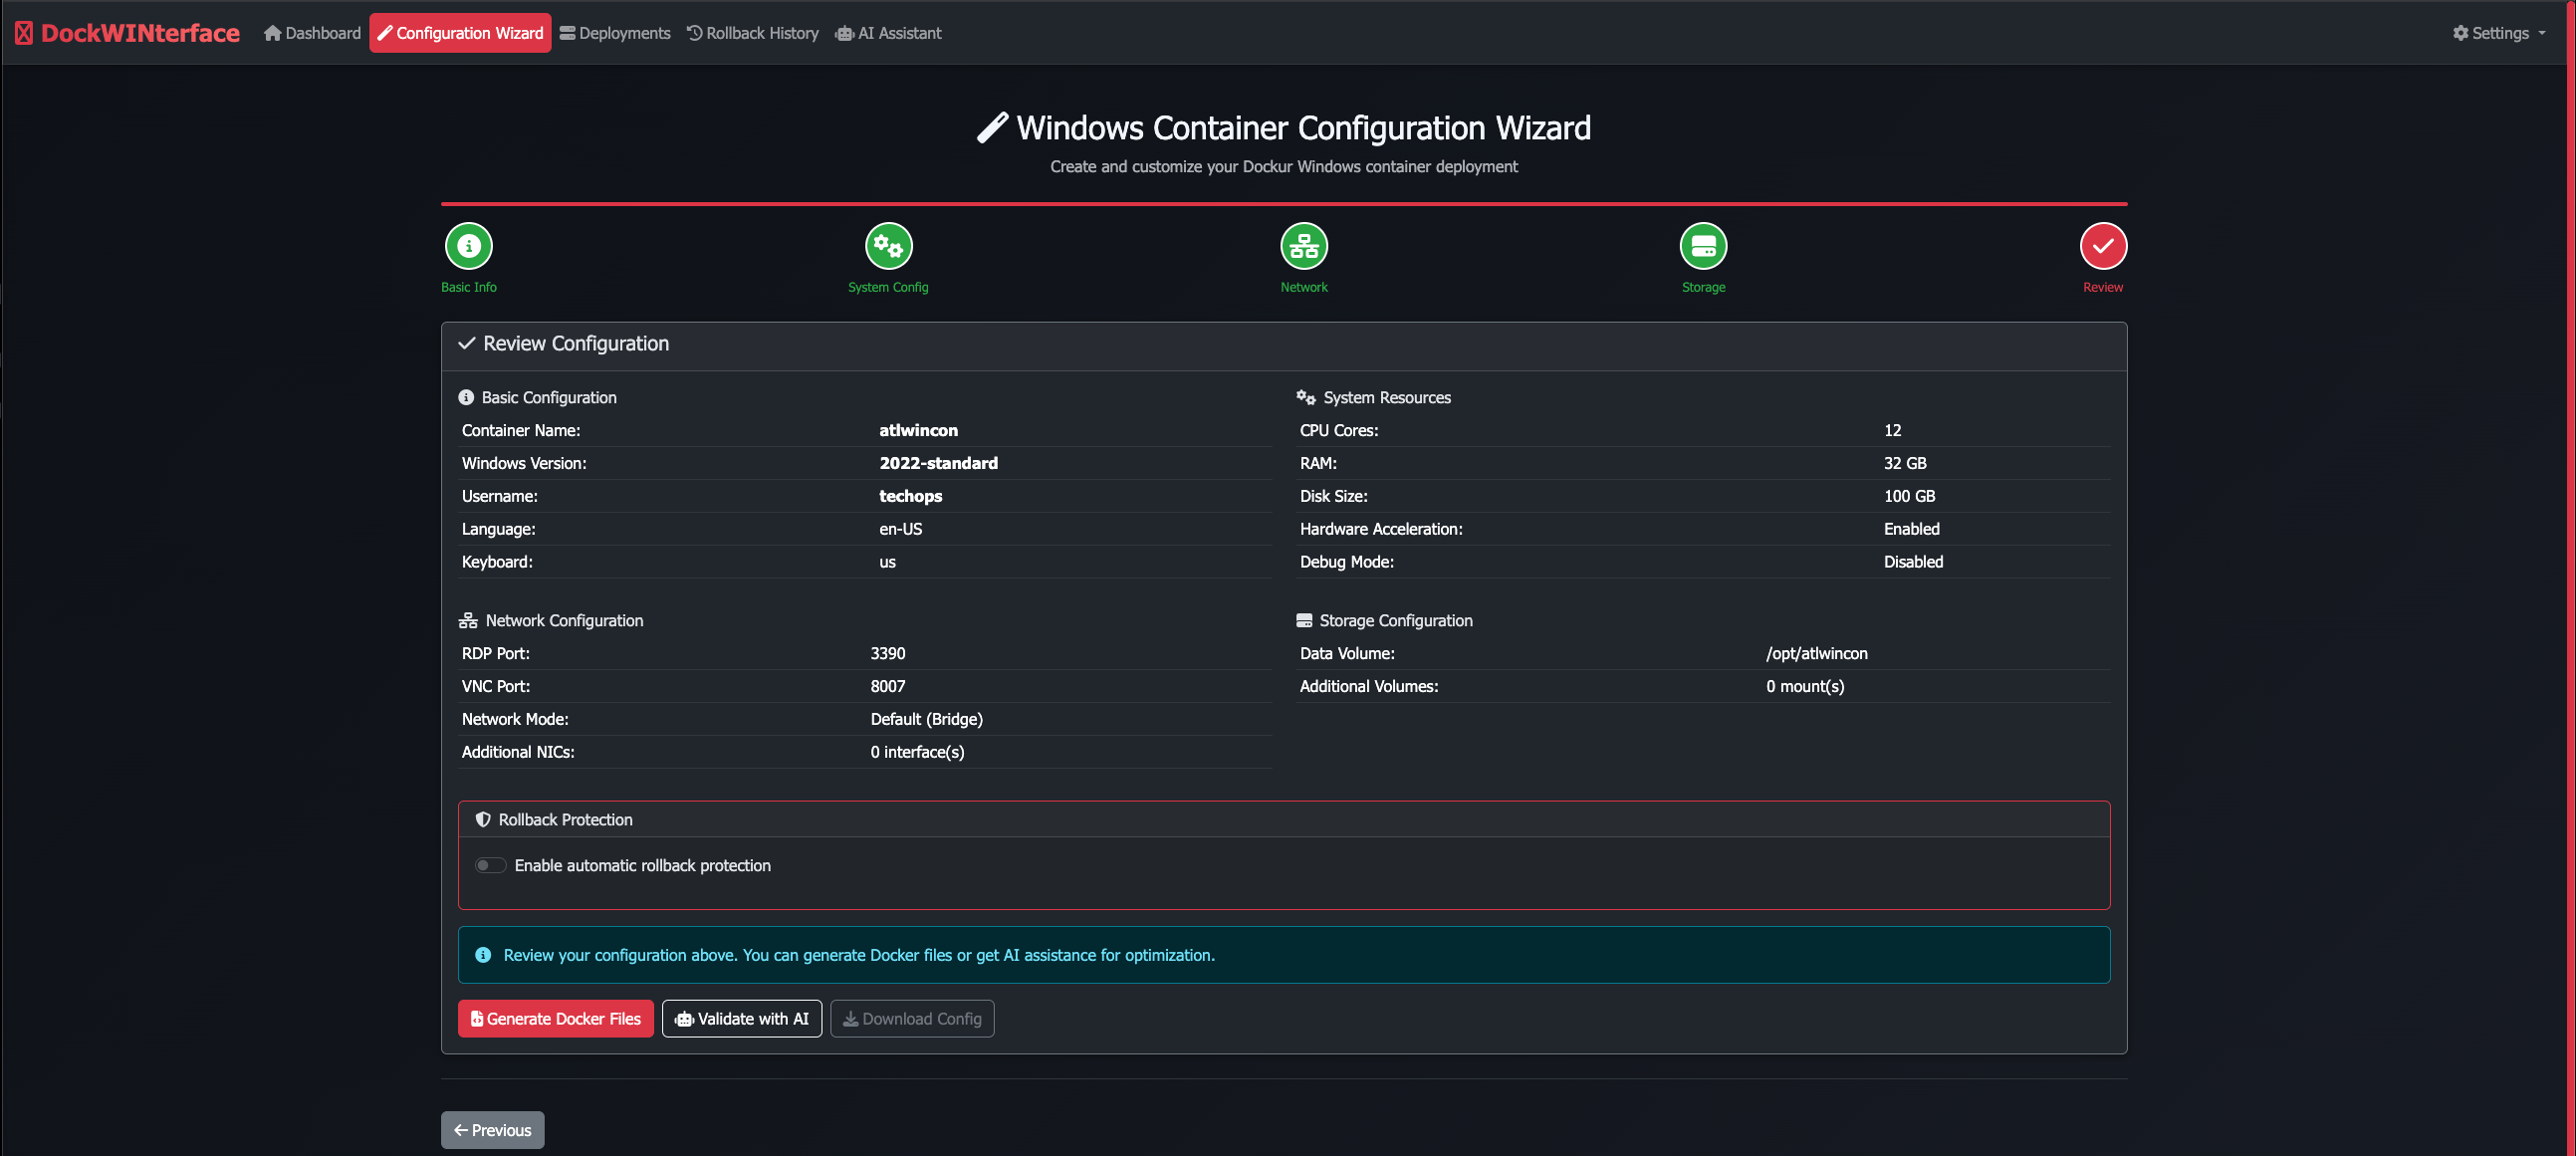 DockWINterface Dashboard Configuration Wizard Deployments Rollback History AI Assistant Settings
Windows Container Configuration Wizard
Create and customize your Dockur Windows container deployment
Basic Info System Config Network Storage Review
Review Configuration
Basic Configuration
Container Name: atlwincon
Windows Version: 2022-standard
Username: techops
Language: en-US
Keyboard: us
System Resources
CPU Cores: 12
RAM: 32 GB
Disk Size: 100 GB
Hardware Acceleration: Enabled
Debug Mode: Disabled
Network Configuration
RDP Port: 3390
VNC Port: 8007
Network Mode: Default (Bridge)
Additional NICs: 0 interface(s)
Storage Configuration
Data Volume: /opt/atlwincon
Additional Volumes: 0 mount(s)
Rollback Protection
Enable automatic rollback protection
Review your configuration above. You can generate Docker files or get AI assistance for optimization.
Generate Docker Files Validate with AI Download Config
Previous